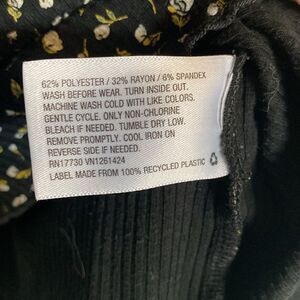 62% POLYESTER / 32% RAYON / 6% SPANDEX
WASH BEFORE WEAR. TURN INSIDE OUT.
MACHINE WASH COLD WITH LIKE COLORS.
GENTLE CYCLE. ONLY NON-CHLORINE
BLEACH IF NEEDED. TUMBLE DRY LOW.
REMOVE PROMPTLY. COOL IRON ON
REVERSE SIDE IF NEEDED.
RN17730 VN1261424
LABEL MADE FROM 100% RECYCLED PLASTIC